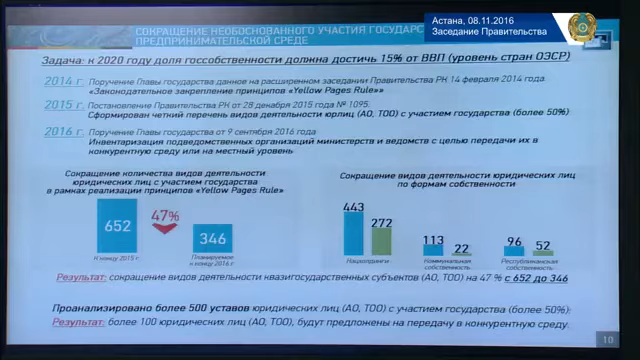 СОКРАЩЕНИЕ НЕОБОСНОВАННОГО УЧАСТИЯ ГОСУДАРС
ПРЕДПРИНИМАТЕЛЬСКОЙ СРЕДЕ
Астана, 08.11.2016
Заседание Правительства
Задача: к 2020 году доля госсобственности должна достичь 15% от ВВП (уровень стран ОЭСР)
2014 г. Поручение Главы государства данное на расширенном заседании Правительства РК 14 февраля 2014 года.
«Законодательное закрепление принципов «Yellow Pages Rule»»
2015 г. Постановление Правительства РК от 28 декабря 2015 года № 1095.
Сформирован четкий перечень видов деятельности юрлиц (АО, ТОО) с участием государства (более 50%)
2016 г. Поручение Главы государства от 9 сентября 2016 года
Инвентаризация подведомственных организаций министерств и ведомств с целью передачи их в
конкурентную среду или на местный уровень
Сокращение количества видов деятельности
юридических лиц с участием государства
в рамках реализации принципов «Yellow Pages Rule»
652
47%
346
К концу 2015 г.
Планируемое
к концу 2016 г.
Сокращение видов деятельности юридических лиц
по формам собственности
443
272
113
22
96
52
Нацхолдинги
Коммунальная
собственность
Республиканская
собственность
Результат: сокращение видов деятельности квазигосударственных субъектов (АО, ТОО) на 47 % с 652 до 346
Проанализировано более 500 уставов юридических лиц (АО, ТОО) с участием государства (более 50%):
Результат: более 100 юридических лиц (АО, ТОО), будут предложены на передачу в конкурентную среду.
10